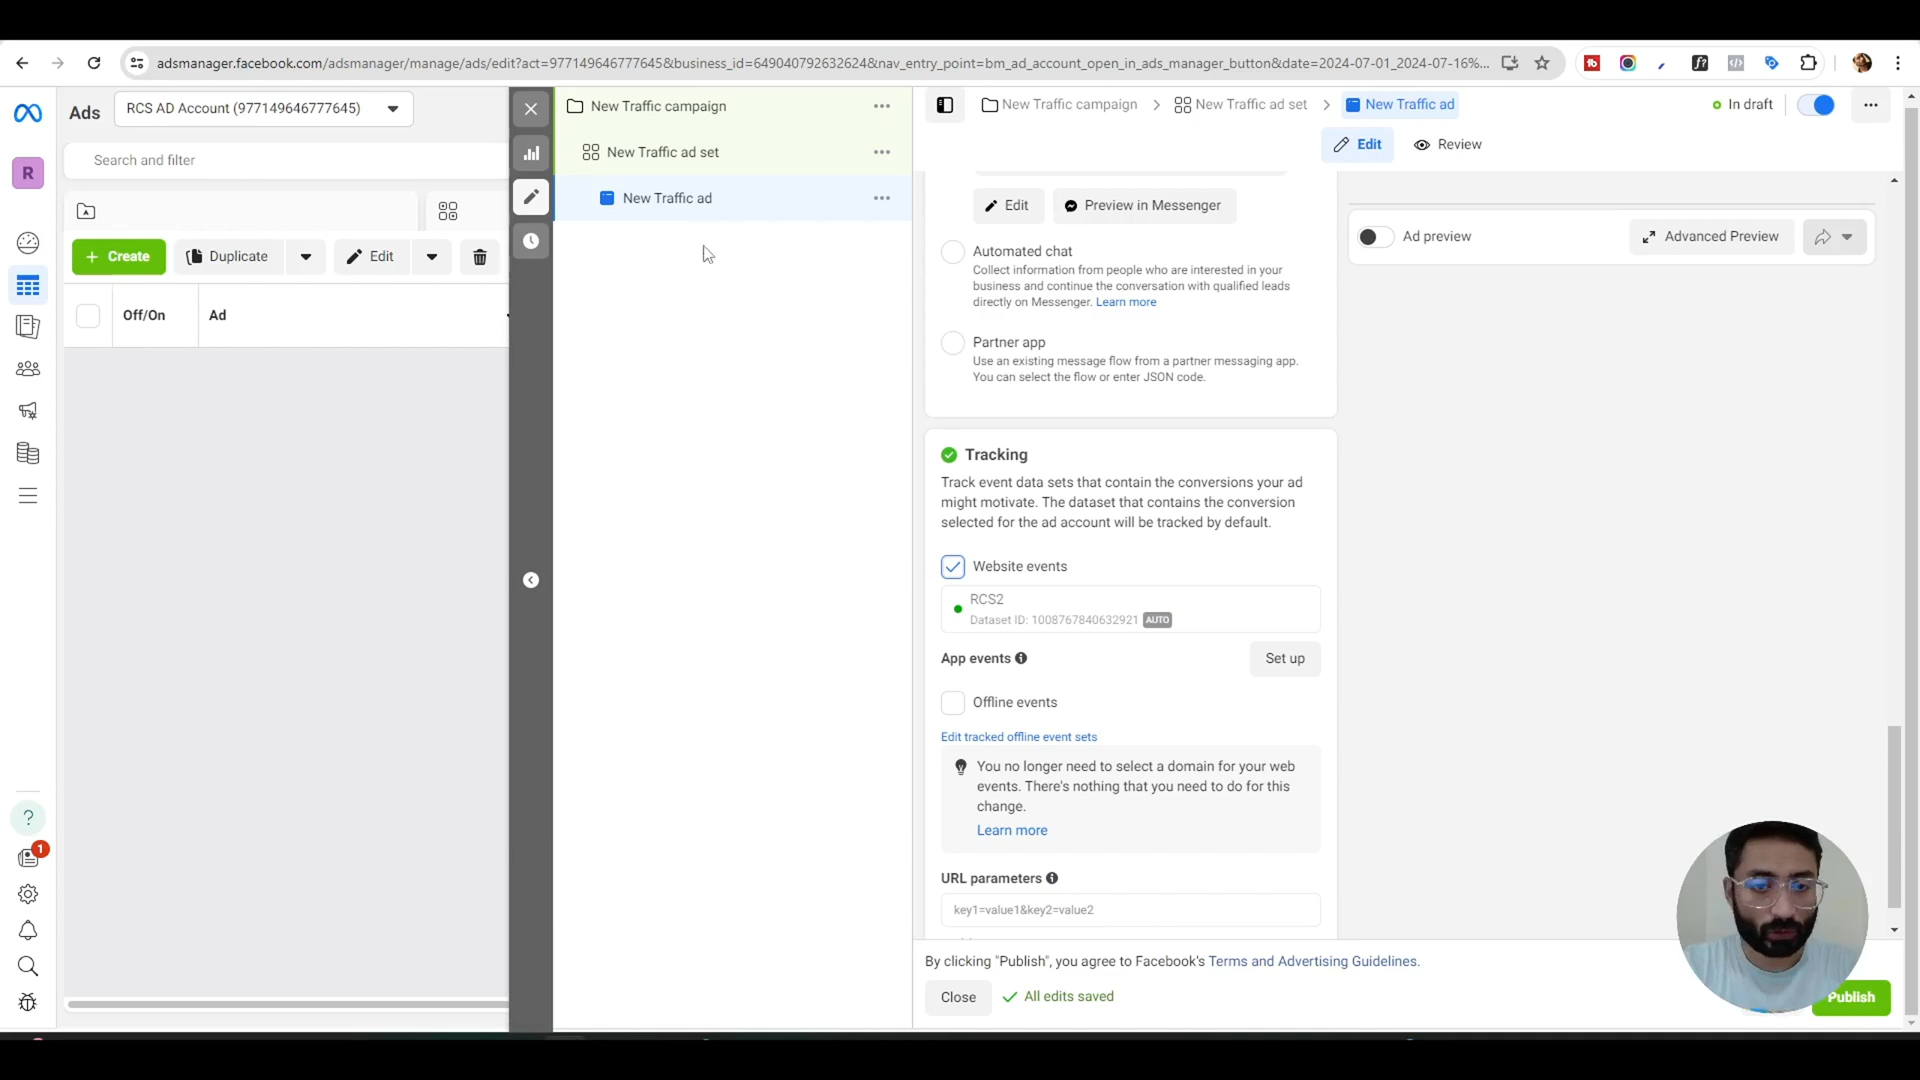 adsmanager.facebook.com/adsmanager/manage/ads/edit?act=977149646777645&business_id=649040792632624&nav_entry_point=bm_ad_account_open_in_ads_manager_button&date=2024-07-01_2024-07-16%...
Ads
RCS AD Account (977149646777645)
Search and filter
R
+ Create
Duplicate
Edit
Off/On
Ad
?
1
New Traffic campaign
New Traffic ad set
New Traffic ad
New Traffic campaign
New Traffic ad set
New Traffic ad
In draft
Edit
Review
Edit
Preview in Messenger
Automated chat
Collect information from people who are interested in your
business and continue the conversation with qualified leads
directly on Messenger. Learn more
Partner app
Use an existing message flow from a partner messaging app.
You can select the flow or enter JSON code.
Tracking
Track event data sets that contain the conversions your ad
might motivate. The dataset that contains the conversion
selected for the ad account will be tracked by default.
Website events
RCS2
Dataset ID: 1008767840632921 AUTO
App events
Set up
Offline events
Edit tracked offline event sets
You no longer need to select a domain for your web
events. There's nothing that you need to do for this
change.
Learn more
URL parameters
key1=value1&key2=value2
Ad preview
Advanced Preview
By clicking "Publish", you agree to Facebook's Terms and Advertising Guidelines.
Close
All edits saved
Publish